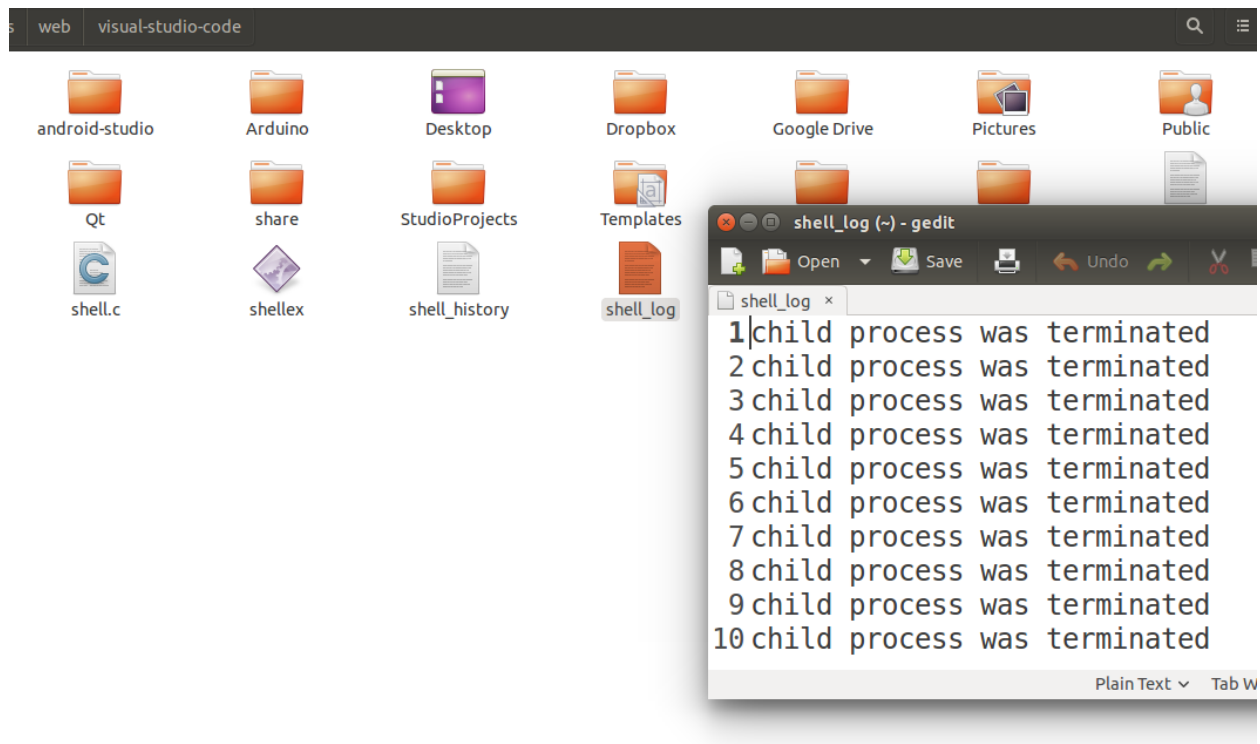 s web visual-studio-code
android-studio Arduino Desktop Dropbox Google Drive Pictures Public
Qt share StudioProjects Templates
shell.c shellex shell_history shell_log
shell_log (~) - gedit
Open Save Undo
shell_log ×
1 child process was terminated
2 child process was terminated
3 child process was terminated
4 child process was terminated
5 child process was terminated
6 child process was terminated
7 child process was terminated
8 child process was terminated
9 child process was terminated
10 child process was terminated
Plain Text Tab W